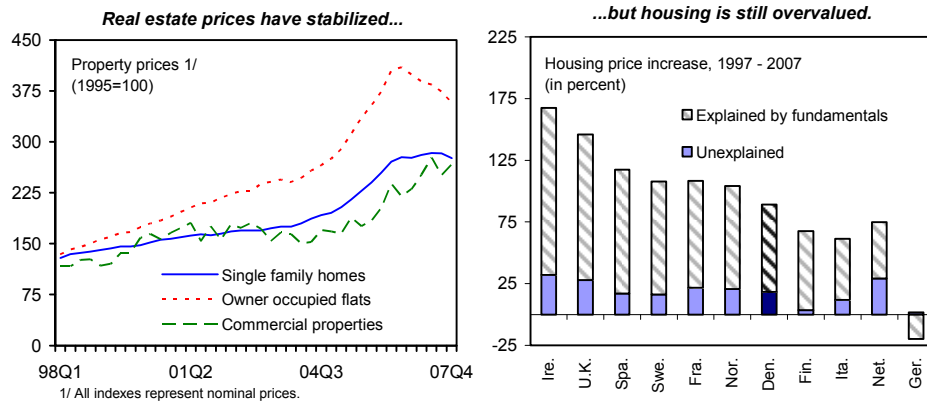 Real estate prices have stabilized...
450
375
300
225
150
75
0
Property prices 1/
(1995=100)
Single family homes
Owner occupied flats
Commercial properties
98Q1
01Q2
04Q3
07Q4
1/ All indexes represent nominal prices.
...but housing is still overvalued.
225
175
125
75
25
-25
Housing price increase, 1997 - 2007
(in percent)
Explained by fundamentals
Unexplained
Ire.
U.K.
Spa.
Swe.
Fra.
Nor.
Den.
Fin.
Ita.
Net.
Ger.